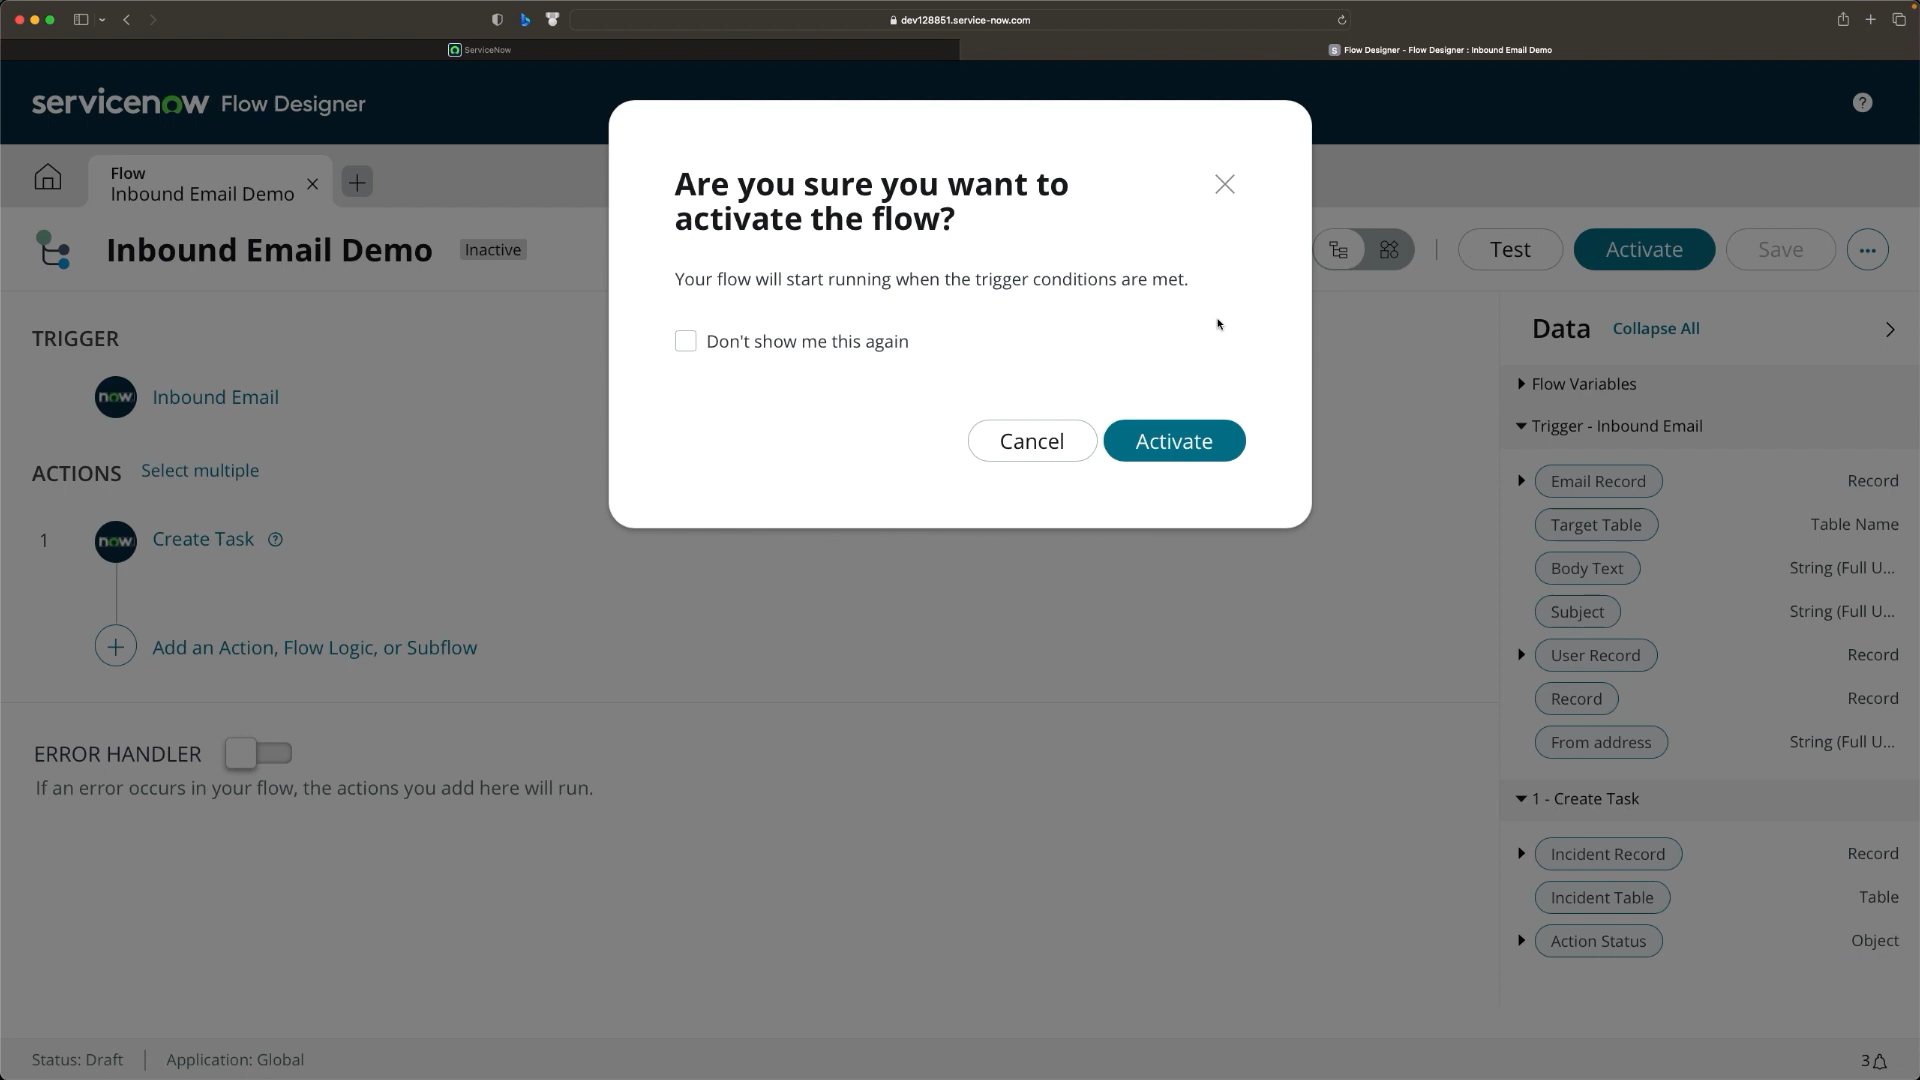 dev128851.service-now.com
ServiceNow
S Flow Designer - Flow Designer : Inbound Email Demo
servicenow Flow Designer
?
Flow
Inbound Email Demo
Inbound Email Demo
Inactive
Test
Activate
Save
Are you sure you want to
activate the flow?
Your flow will start running when the trigger conditions are met.
Don't show me this again
Cancel
Activate
TRIGGER
now
Inbound Email
ACTIONS
Select multiple
1
now
Create Task
?
Add an Action, Flow Logic, or Subflow
ERROR HANDLER
If an error occurs in your flow, the actions you add here will run.
Data
Collapse All
Flow Variables
Trigger - Inbound Email
Email Record Record
Target Table Table Name
Body Text String (Full U...
Subject String (Full U...
User Record Record
Record Record
From address String (Full U...
1 - Create Task
Incident Record Record
Incident Table Table
Action Status Object
Status: Draft
Application: Global
3